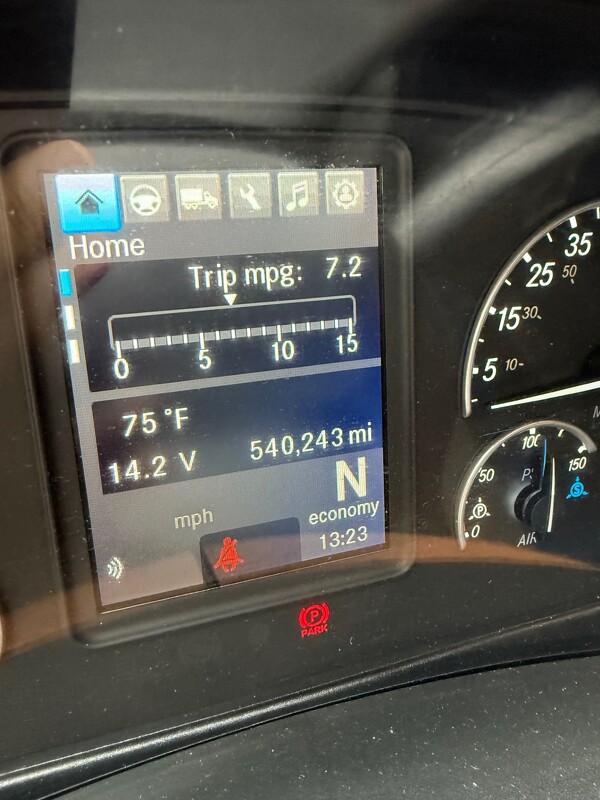 Home
Trip mpg: 7.2
0 5 10 15
75 °F
14.2 V 540,243 mi
N
mph economy
13:23
P
PARK
35
25 50
15 30
5 10
100
50 150
P S
0
AIR